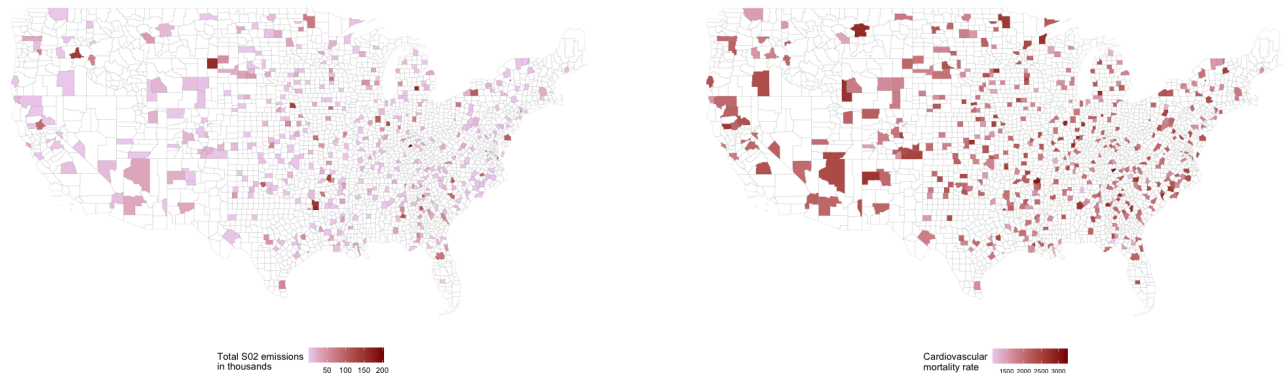 Total S02 emissions
in thousands
50 100 150 200
Cardiovascular
mortality rate
1500 2000 2500 3000